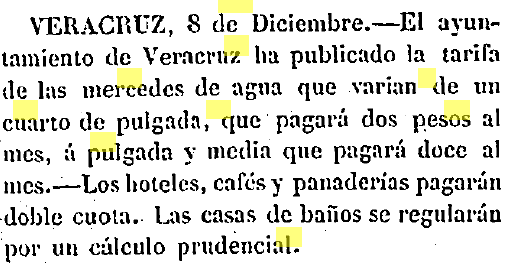 VERACRUZ, 8 de Diciembre.—El ayun-
tamiento de Veracruz ha publicado la tarifa
de las mercedes de agua que varian de un
cuarto de pulgada, que pagará dos pesos al
mes, á pulgada y media que pagará doce al
mes.—Los hoteles, cafés y panaderías pagarán
doble cuota. Las casas de baños se regularán
por un cálculo prudencial.